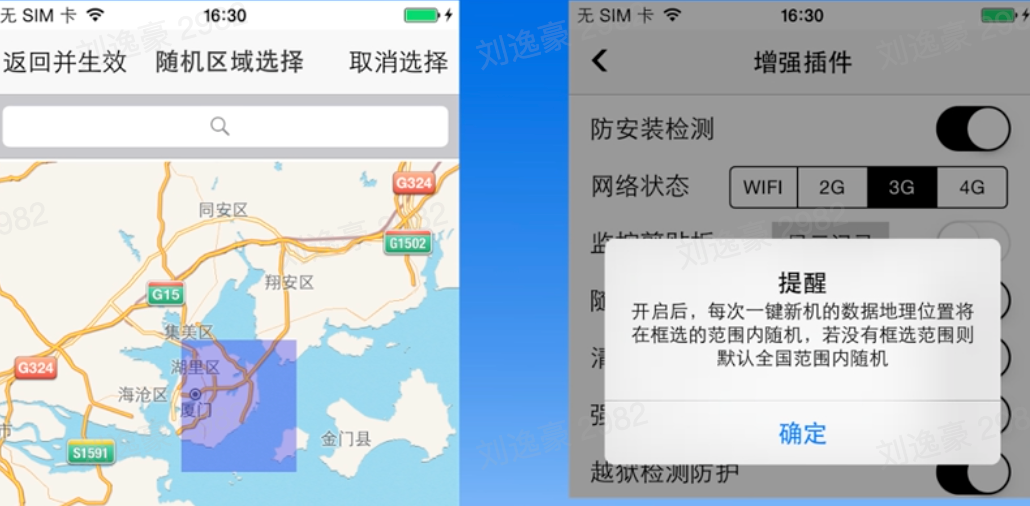 无 SIM 卡
16:30
返回并生效
随机区域选择
取消选择
G324
同安区
G1502
翔安区
G15
集美区
湖里区
G324
海沧区
厦门
金门县
市
S1591
无 SIM 卡
16:30
增强插件
防安装检测
网络状态
WIFI
2G
3G
4G
提醒
开启后，每次一键新机的数据地理位置将
在框选的范围内随机，若没有框选范围则
默认全国范围内随机
确定
随
清
强
越狱检测防护
刘逸豪 2982